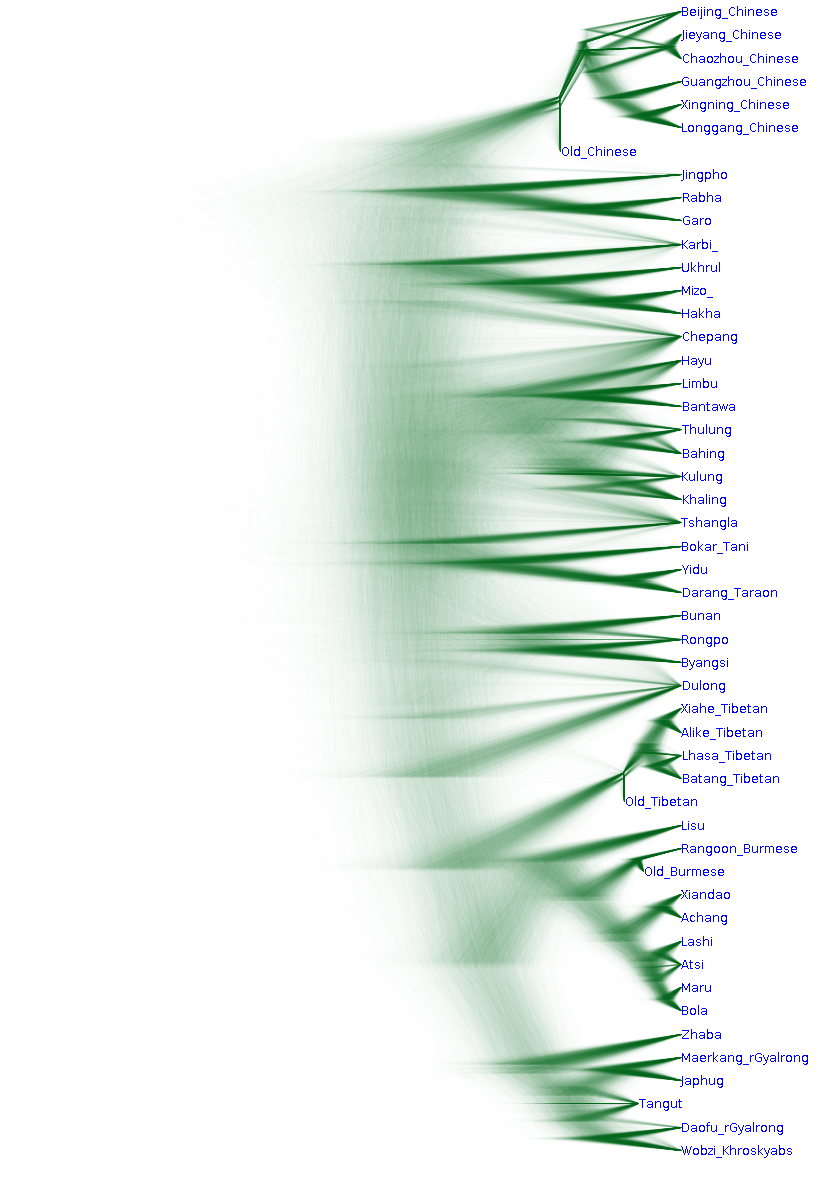 Beijing_Chinese
Jieyang_Chinese
Chaozhou_Chinese
Guangzhou_Chinese
Xingning_Chinese
Longgang_Chinese
Old_Chinese
Jingpho
Rabha
Garo
Karbi_
Ukhrul
Mizo_
Hakha
Chepang
Hayu
Limbu
Bantawa
Thulung
Bahing
Kulung
Khaling
Tshangla
Bokar_Tani
Yidu
Darang_Taraon
Bunan
Rongpo
Byangsi
Dulong
Xiahe_Tibetan
Alike_Tibetan
Lhasa_Tibetan
Batang_Tibetan
Old_Tibetan
Lisu
Rangoon_Burmese
Old_Burmese
Xiandao
Achang
Lashi
Atsi
Maru
Bola
Zhaba
Maerkang_rGyalrong
Japhug
Tangut
Daofu_rGyalrong
Wobzi_Khroskyabs